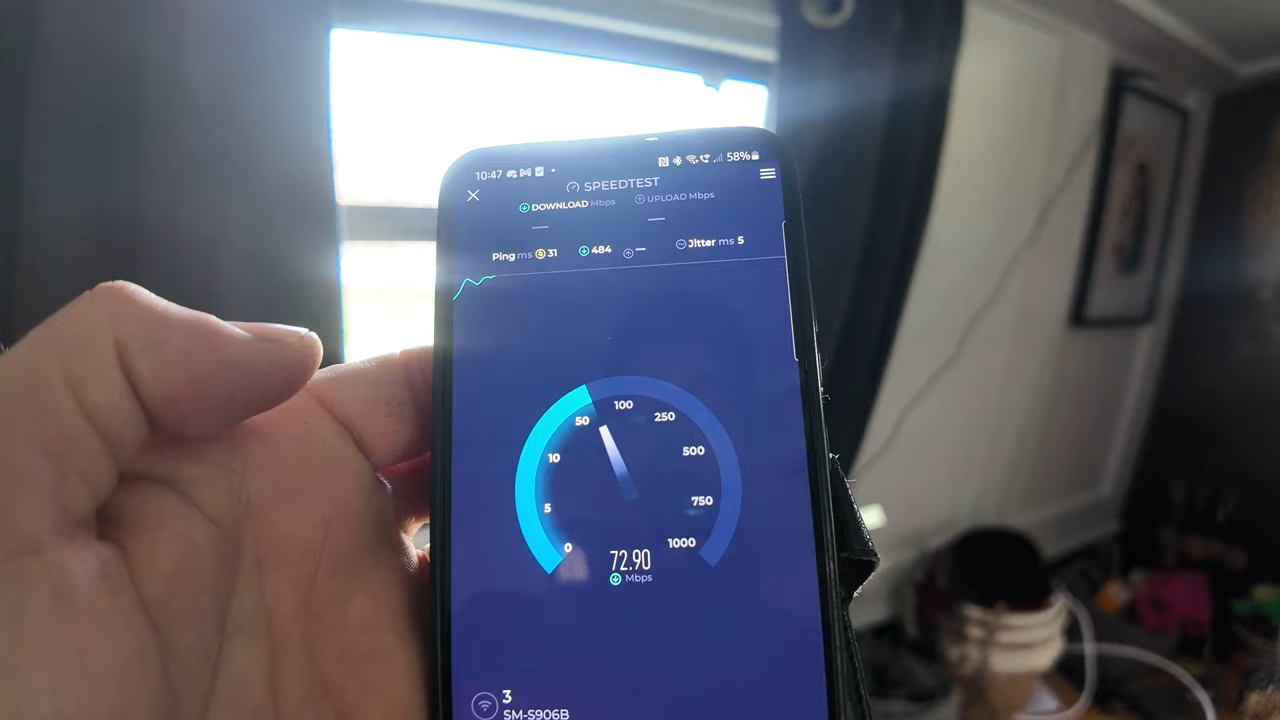 10:47 58%
SPEEDTEST
DOWNLOAD Mbps UPLOAD Mbps
— —
Ping ms 31 484 — Jitter ms 5
0
5
10
50
100
250
500
750
1000
72.90
Mbps
3
SM-S906B